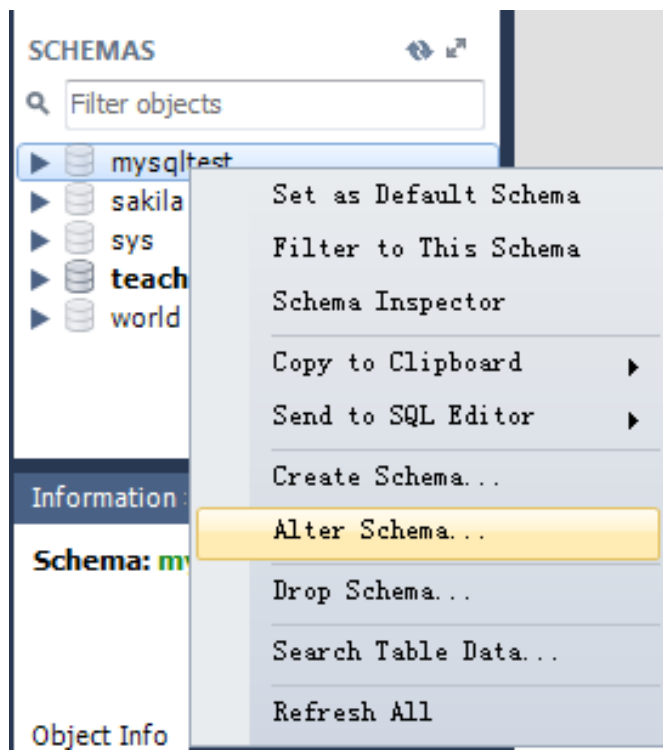 SCHEMAS
Filter objects
mysqltest
sakila
sys
teach
world
Set as Default Schema
Filter to This Schema
Schema Inspector
Copy to Clipboard
Send to SQL Editor
Create Schema...
Alter Schema...
Drop Schema...
Search Table Data...
Refresh All
Information
Schema: my
Object Info